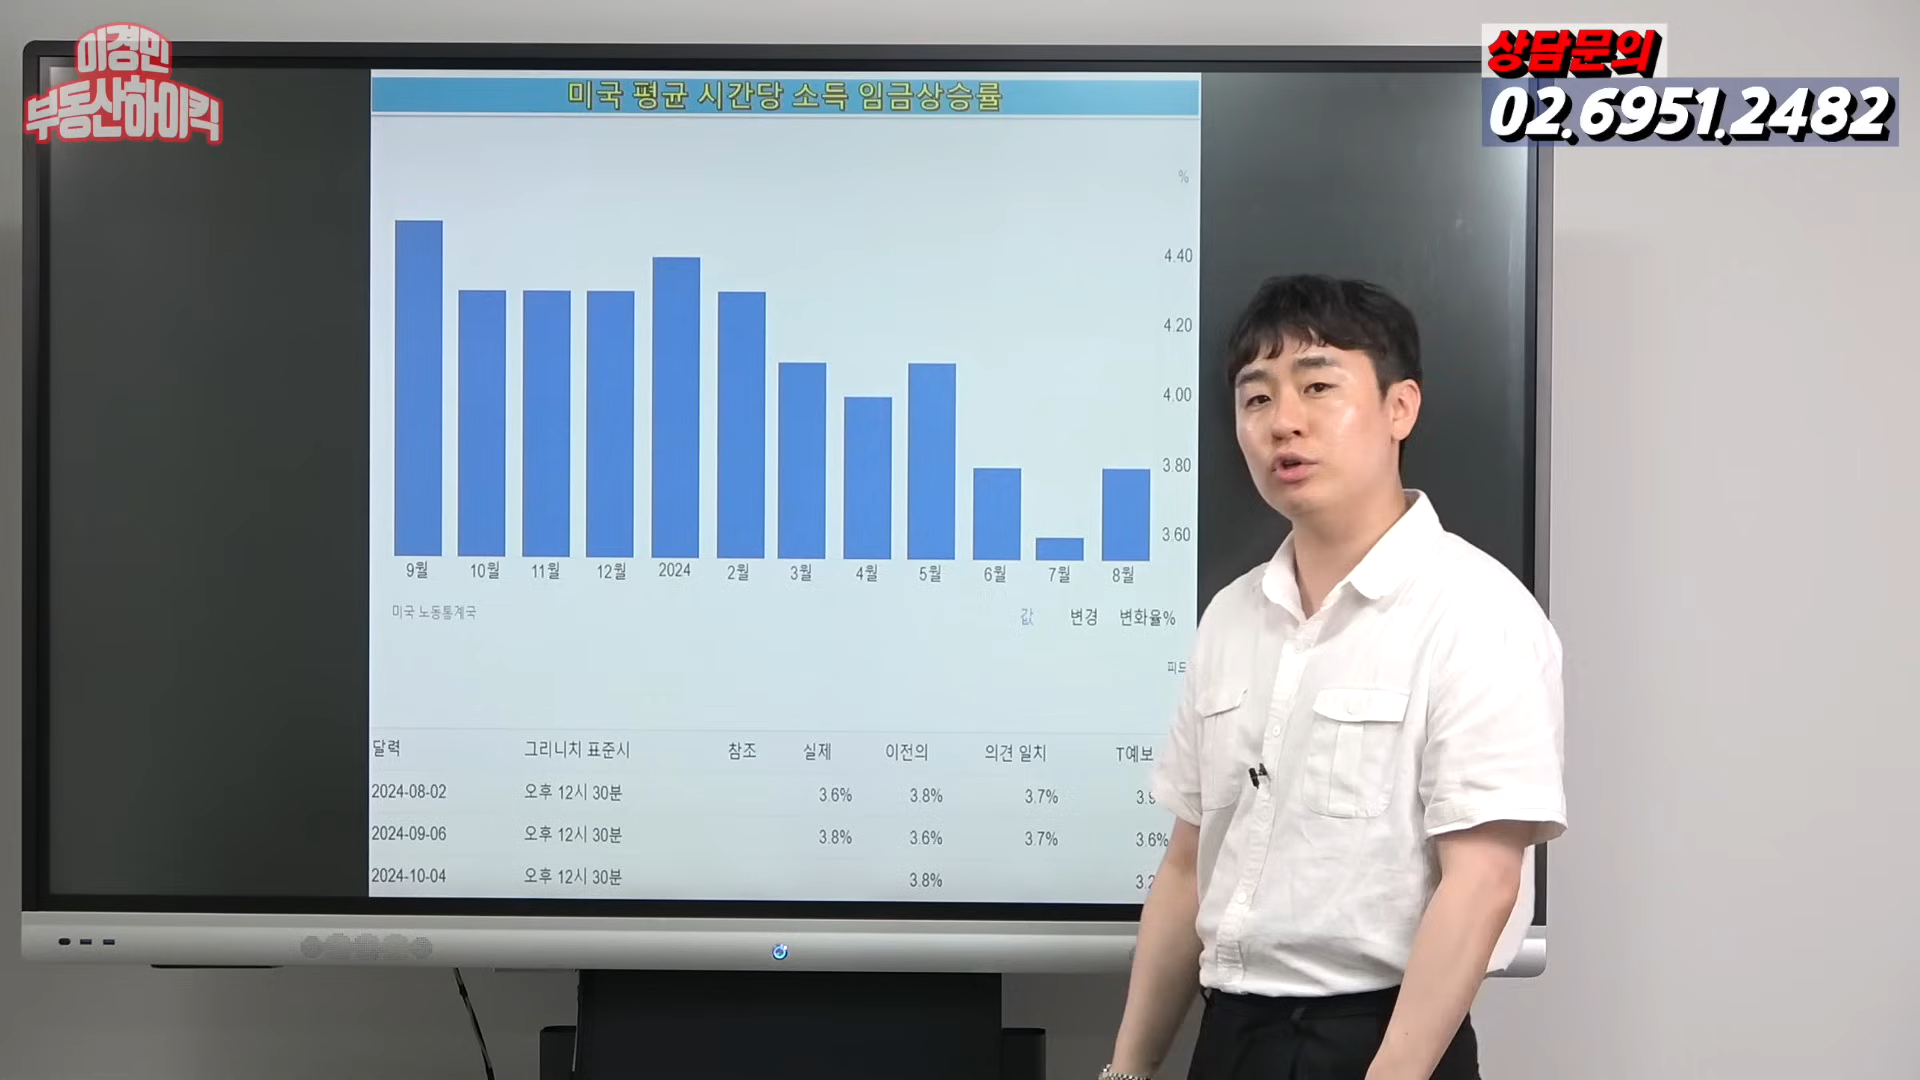 이경민
부동산하이킥
상담문의
02.6951.2482
미국 평균 시간당 소득 임금상승률
%
4.40
4.20
4.00
3.80
3.60
9월 10월 11월 12월 2024 2월 3월 4월 5월 6월 7월 8월
미국 노동통계국
값 변경 변화율%
달력 그리니치 표준시 참조 실제 이전의 의견 일치 T예보
2024-08-02 오후 12시 30분 3.6% 3.8% 3.7%
2024-09-06 오후 12시 30분 3.8% 3.6% 3.7% 3.6%
2024-10-04 오후 12시 30분 3.8%